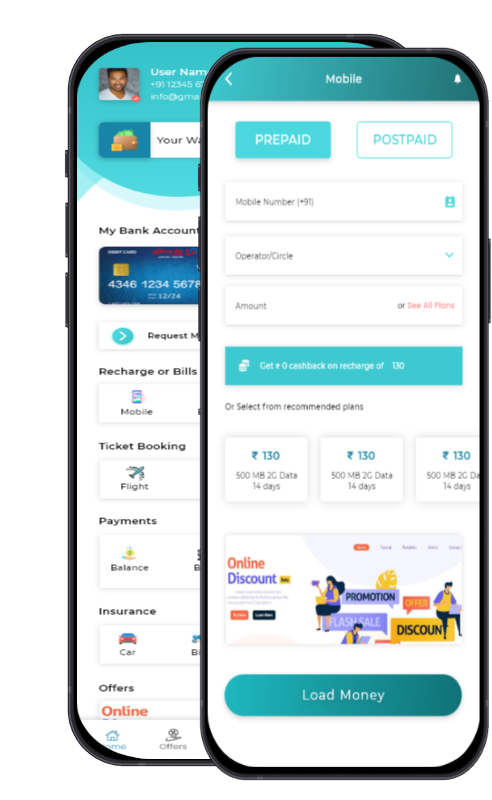 User Nam
+91 12345 6
info@gma
Your Wa
My Bank Account
DEBIT CARD
4346 1234 5678
12/24
Request M
Recharge or Bills
Mobile
Ticket Booking
Flight
Payments
Balance
Insurance
Car
Bi
Offers
Online
ome
Offers
Mobile
PREPAID
POSTPAID
Mobile Number (+91)
Operator/Circle
Amount
or See All Plans
Get ₹ 0 cashback on recharge of 130
Or Select from recommended plans
₹ 130
500 MB 2G Data
14 days
₹ 130
500 MB 2G Data
14 days
₹ 130
500 MB 2G Data
14 days
Online
Discount
PROMOTION
OFFER
FLASH SALE
DISCOUNT
Load Money